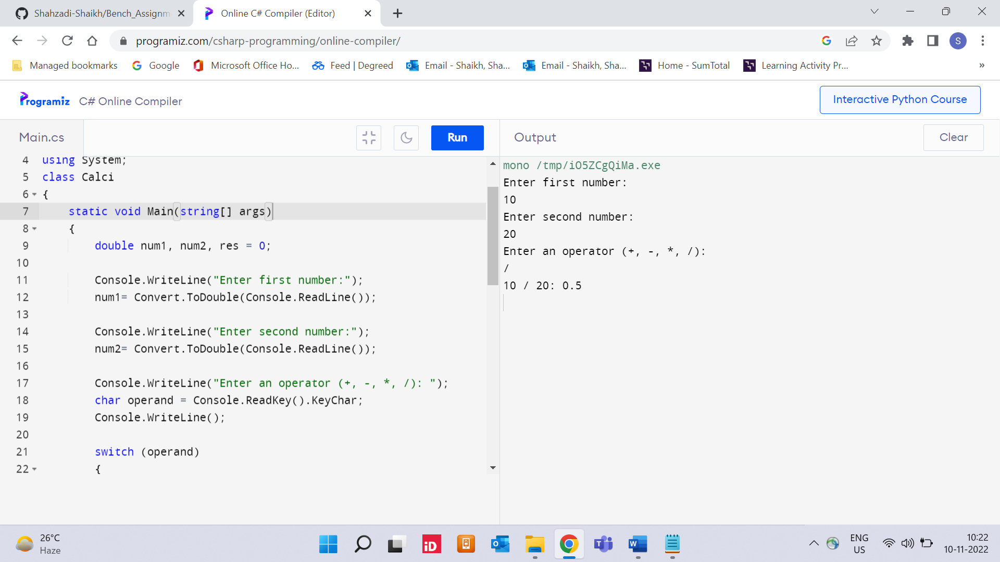 Shahzadi-Shaikh/Bench_Assignm
Online C# Compiler (Editor)
programiz.com/csharp-programming/online-compiler/
S
Managed bookmarks
Google
Microsoft Office Ho...
Feed | Degreed
Email - Shaikh, Sha...
Email - Shaikh, Sha...
Home - SumTotal
Learning Activity Pr...
»
Programiz
C# Online Compiler
Interactive Python Course
Main.cs
Run
4 using System;
5 class Calci
6 {
7 static void Main(string[] args)
8 {
9 double num1, num2, res = 0;
10
11 Console.WriteLine("Enter first number:");
12 num1= Convert.ToDouble(Console.ReadLine());
13
14 Console.WriteLine("Enter second number:");
15 num2= Convert.ToDouble(Console.ReadLine());
16
17 Console.WriteLine("Enter an operator (+, -, *, /): ");
18 char operand = Console.ReadKey().KeyChar;
19 Console.WriteLine();
20
21 switch (operand)
22 {
Output
Clear
mono /tmp/iO5ZCgQiMa.exe
Enter first number:
10
Enter second number:
20
Enter an operator (+, -, *, /):
/
10 / 20: 0.5
26°C
Haze
iD
ENG
US
10:22
10-11-2022